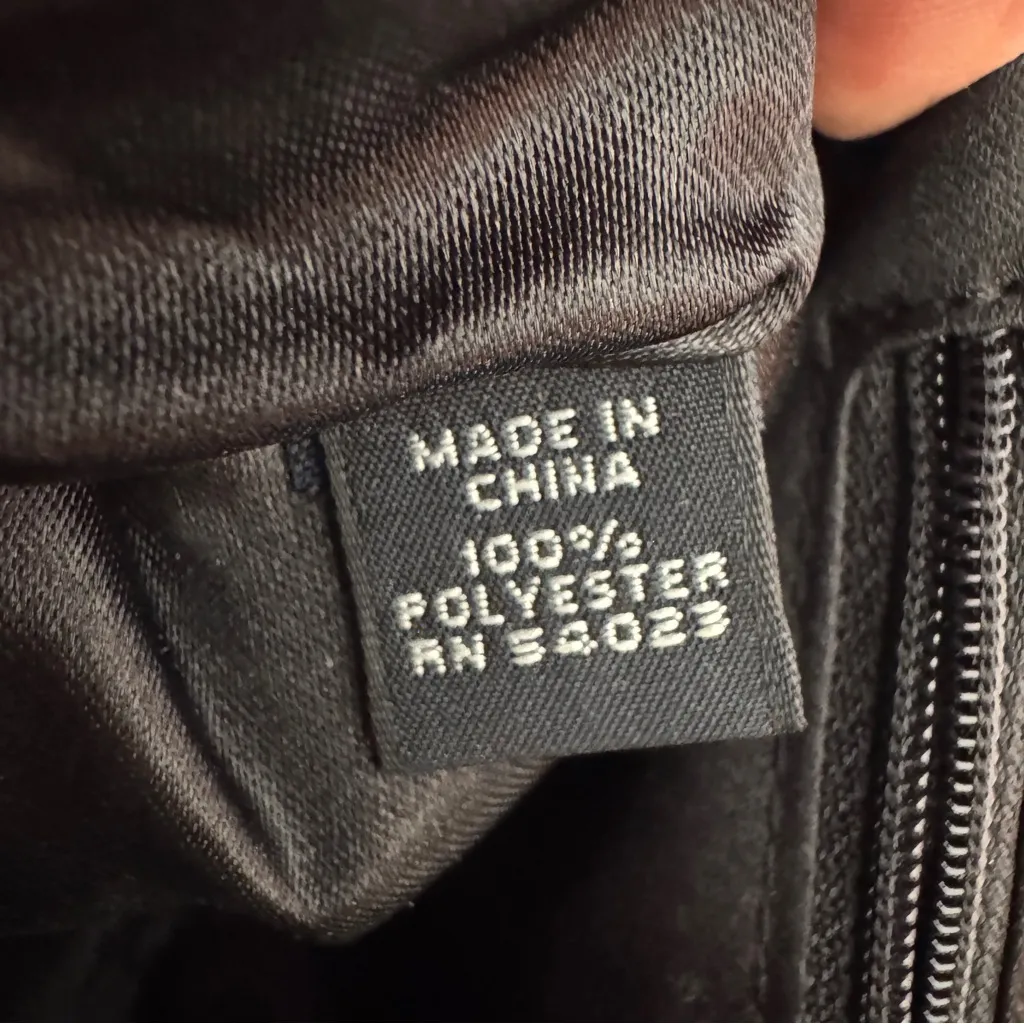 MADE IN
CHINA
100%
POLYESTER
RN 54023